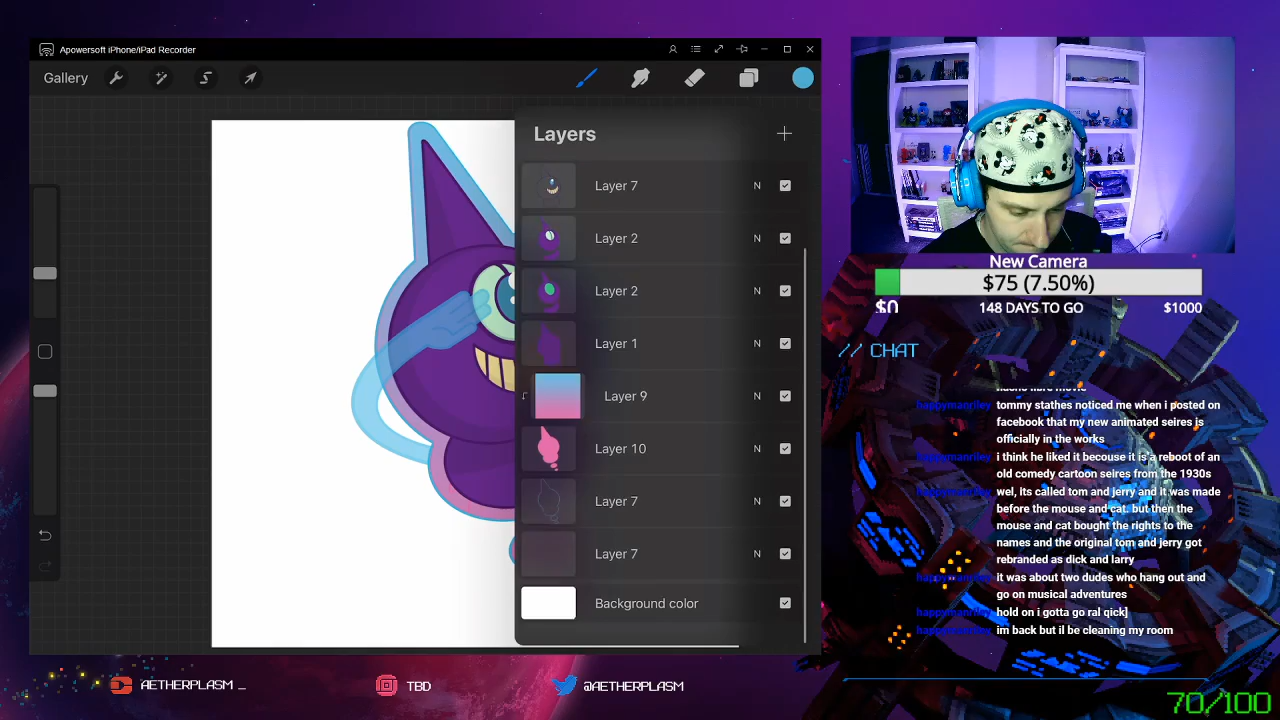 Apowersoft iPhone/iPad Recorder
Gallery
Layers
Layer 7 N
Layer 2 N
Layer 2 N
Layer 1 N
Layer 9 N
Layer 10 N
Layer 7 N
Layer 7 N
Background color
New Camera
$75 (7.50%)
$0 148 DAYS TO GO $1000
// CHAT
happymanriley tommy stathes noticed me when i posted on
facebook that my new animated seires is
officially in the works
happymanriley i think he liked it becouse it is a reboot of an
old comedy cartoon seires from the 1930s
happymanriley wel, its called tom and jerry and it was made
before the mouse and cat. but then the
mouse and cat bought the rights to the
names and the original tom and jerry got
rebranded as dick and larry
happymanriley it was about two dudes who hang out and
go on musical adventures
happymanriley hold on i gotta go ral qick]
happymanriley im back but il be cleaning my room
AETHERPLASM _
TBD
@AETHERPLASM
70/100